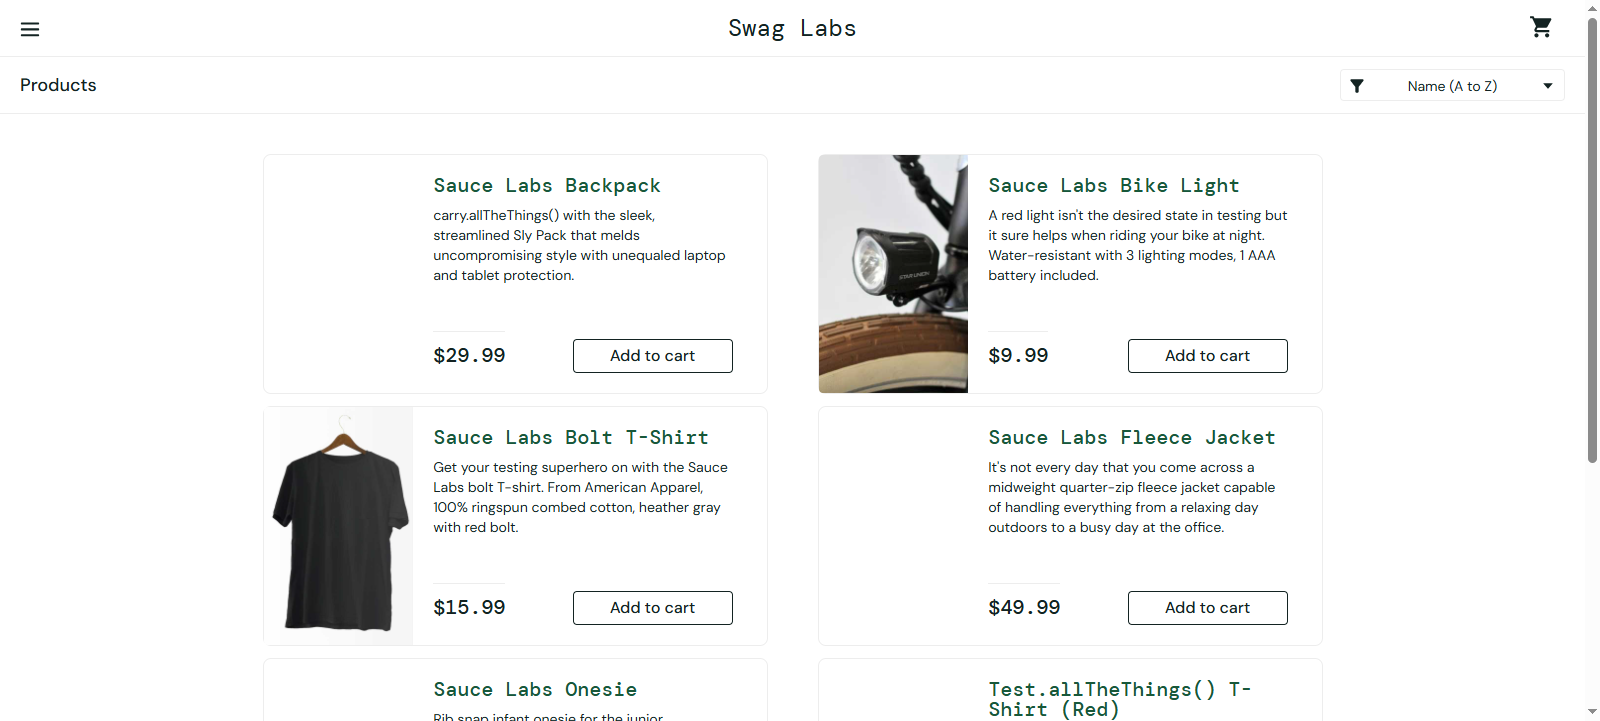 Swag Labs
Products
Name (A to Z)
Sauce Labs Backpack
carry.allTheThings() with the sleek,
streamlined Sly Pack that melds
uncompromising style with unequaled laptop
and tablet protection.
$29.99
Add to cart
Sauce Labs Bike Light
A red light isn't the desired state in testing but
it sure helps when riding your bike at night.
Water-resistant with 3 lighting modes, 1 AAA
battery included.
$9.99
Add to cart
Sauce Labs Bolt T-Shirt
Get your testing superhero on with the Sauce
Labs bolt T-shirt. From American Apparel,
100% ringspun combed cotton, heather gray
with red bolt.
$15.99
Add to cart
Sauce Labs Fleece Jacket
It's not every day that you come across a
midweight quarter-zip fleece jacket capable
of handling everything from a relaxing day
outdoors to a busy day at the office.
$49.99
Add to cart
Sauce Labs Onesie
Rib snap infant onesie for the junior
Test.allTheThings() T-
Shirt (Red)